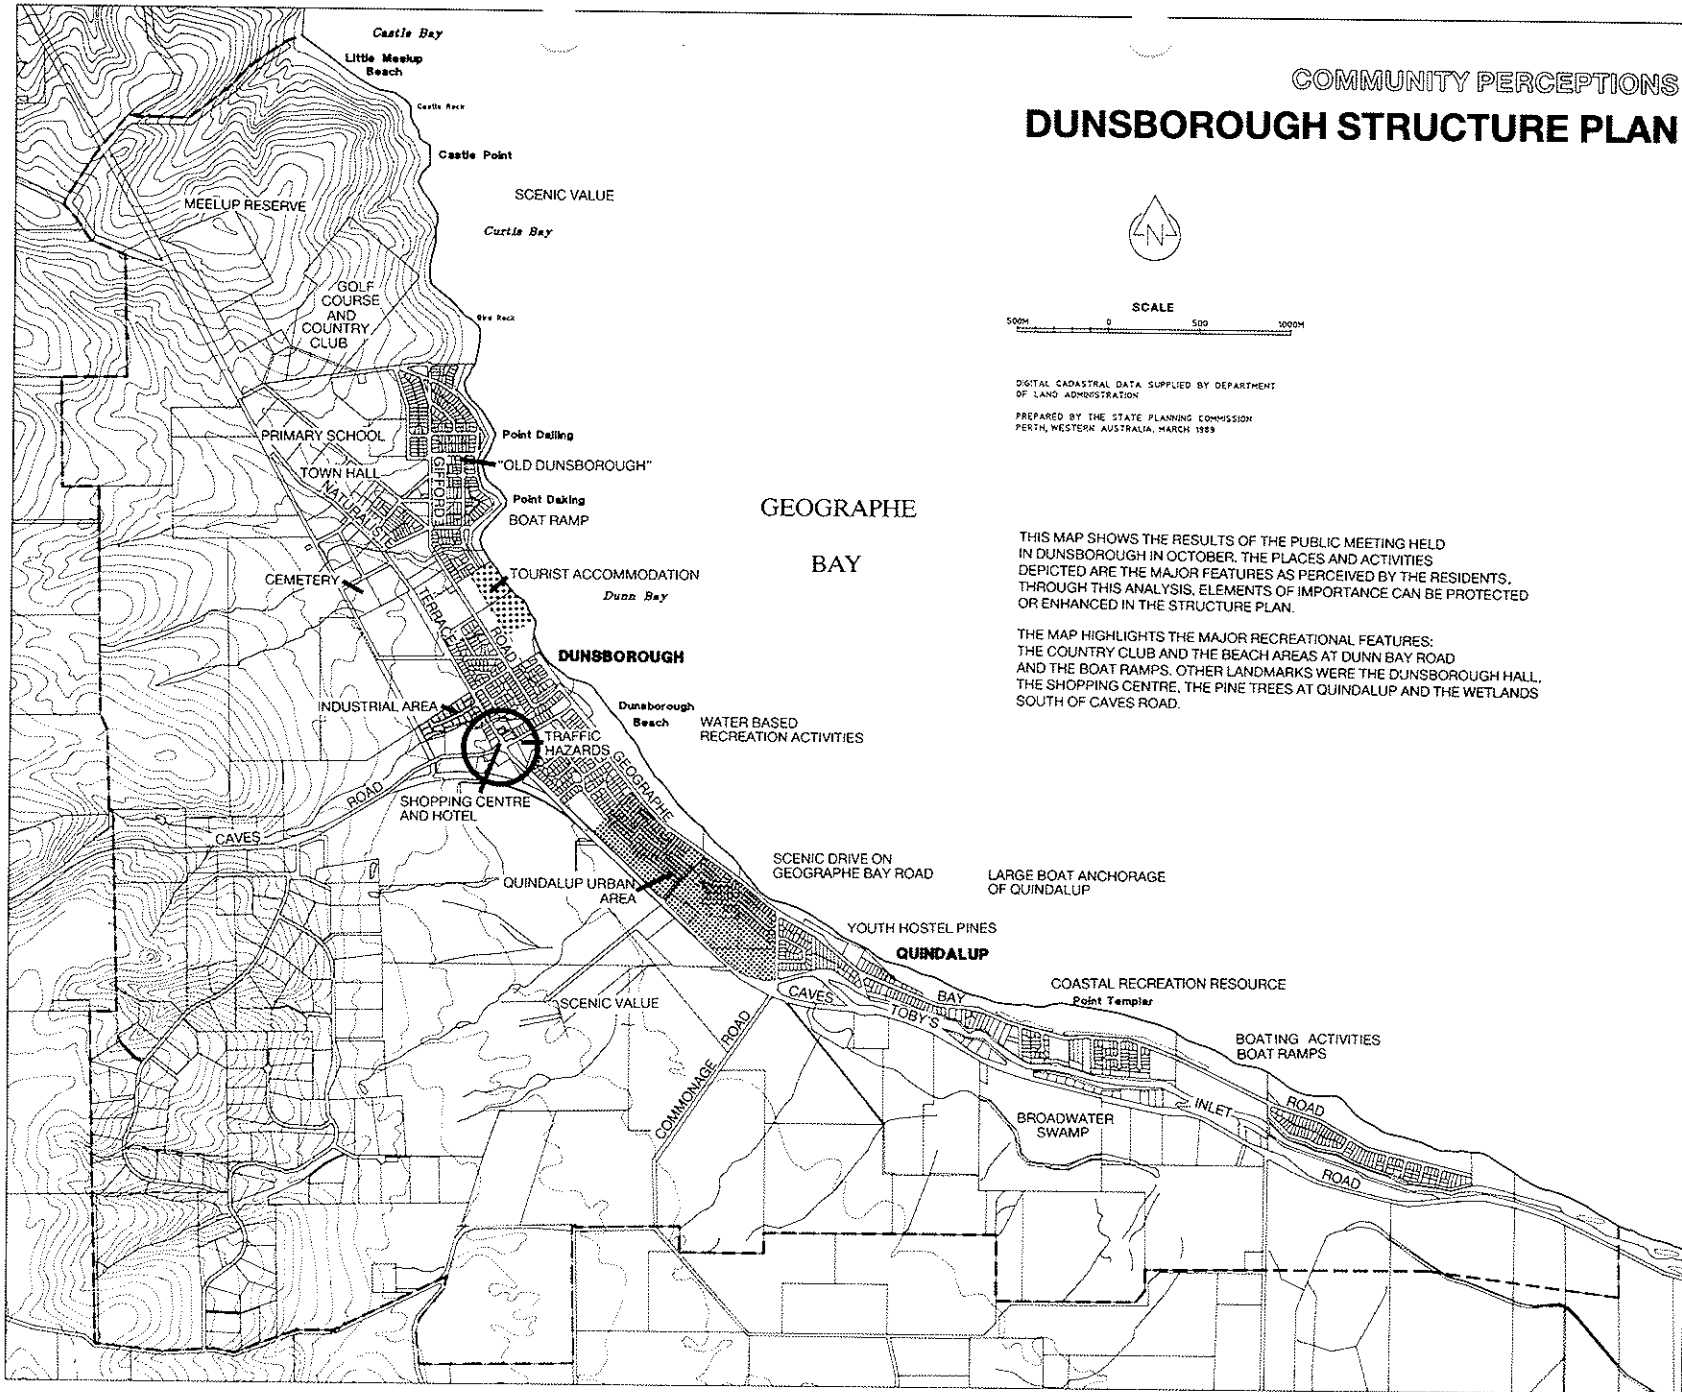 COMMUNITY PERCEPTIONS
DUNSBOROUGH STRUCTURE PLAN
Castle Bay
Little Meelup
Beach
Castle Rock
Castle Point
SCENIC VALUE
MEELUP RESERVE
Curtis Bay
N
SCALE
500M 0 500 1000M
GOLF
COURSE
AND
COUNTRY
CLUB
Bird Rock
DIGITAL CADASTRAL DATA SUPPLIED BY DEPARTMENT
OF LAND ADMINISTRATION
PREPARED BY THE STATE PLANNING COMMISSION
PERTH, WESTERN AUSTRALIA, MARCH 1989
PRIMARY SCHOOL
Point Dalling
"OLD DUNSBOROUGH"
TOWN HALL
GIFFORD
NATURALISTE
Point Daking
BOAT RAMP
GEOGRAPHE
BAY
THIS MAP SHOWS THE RESULTS OF THE PUBLIC MEETING HELD
IN DUNSBOROUGH IN OCTOBER. THE PLACES AND ACTIVITIES
DEPICTED ARE THE MAJOR FEATURES AS PERCEIVED BY THE RESIDENTS.
THROUGH THIS ANALYSIS, ELEMENTS OF IMPORTANCE CAN BE PROTECTED
OR ENHANCED IN THE STRUCTURE PLAN.
THE MAP HIGHLIGHTS THE MAJOR RECREATIONAL FEATURES:
THE COUNTRY CLUB AND THE BEACH AREAS AT DUNN BAY ROAD
AND THE BOAT RAMPS. OTHER LANDMARKS WERE THE DUNSBOROUGH HALL,
THE SHOPPING CENTRE, THE PINE TREES AT QUINDALUP AND THE WETLANDS
SOUTH OF CAVES ROAD.
CEMETERY
TOURIST ACCOMMODATION
Dunn Bay
TERRACE
ROAD
DUNSBOROUGH
INDUSTRIAL AREA
Dunsborough
Beach
WATER BASED
RECREATION ACTIVITIES
TRAFFIC
HAZARDS
GEOGRAPHE
ROAD
SHOPPING CENTRE
AND HOTEL
CAVES
SCENIC DRIVE ON
GEOGRAPHE BAY ROAD
LARGE BOAT ANCHORAGE
OF QUINDALUP
QUINDALUP URBAN
AREA
YOUTH HOSTEL PINES
QUINDALUP
COASTAL RECREATION RESOURCE
Point Templar
SCENIC VALUE
CAVES
BAY
TOBY'S
COMMONAGE ROAD
BOATING ACTIVITIES
BOAT RAMPS
BROADWATER
SWAMP
INLET
ROAD
ROAD